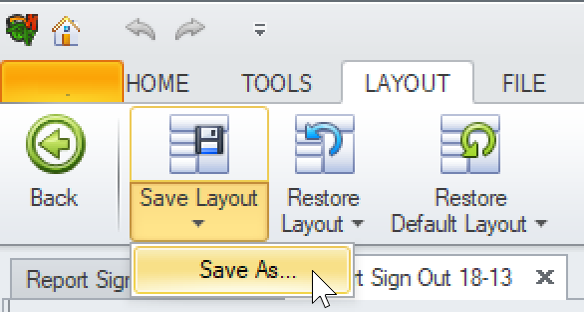 HOME TOOLS LAYOUT FILE
Back
Save Layout
Restore
Layout
Restore
Default Layout
Save As...
Report Sig
t Sign Out 18-13